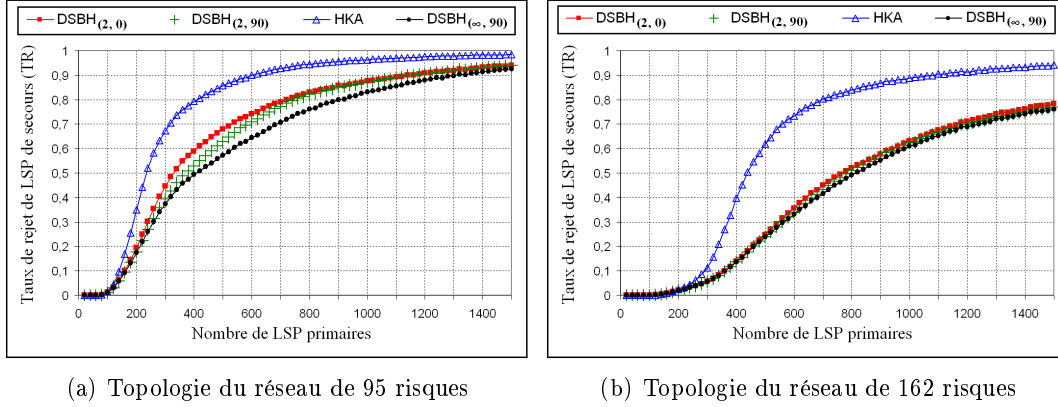 DSBH(2, 0) DSBH(2, 90) HKA DSBH(∞, 90)
Taux de rejet de LSP de secours (TR)
1
0,9
0,8
0,7
0,6
0,5
0,4
0,3
0,2
0,1
0
0 200 400 600 800 1000 1200 1400
Nombre de LSP primaires
(a) Topologie du réseau de 95 risques
DSBH(2, 0) DSBH(2, 90) HKA DSBH(∞, 90)
Taux de rejet de LSP de secours (TR)
1
0,9
0,8
0,7
0,6
0,5
0,4
0,3
0,2
0,1
0
0 200 400 600 800 1000 1200 1400
Nombre de LSP primaires
(b) Topologie du réseau de 162 risques